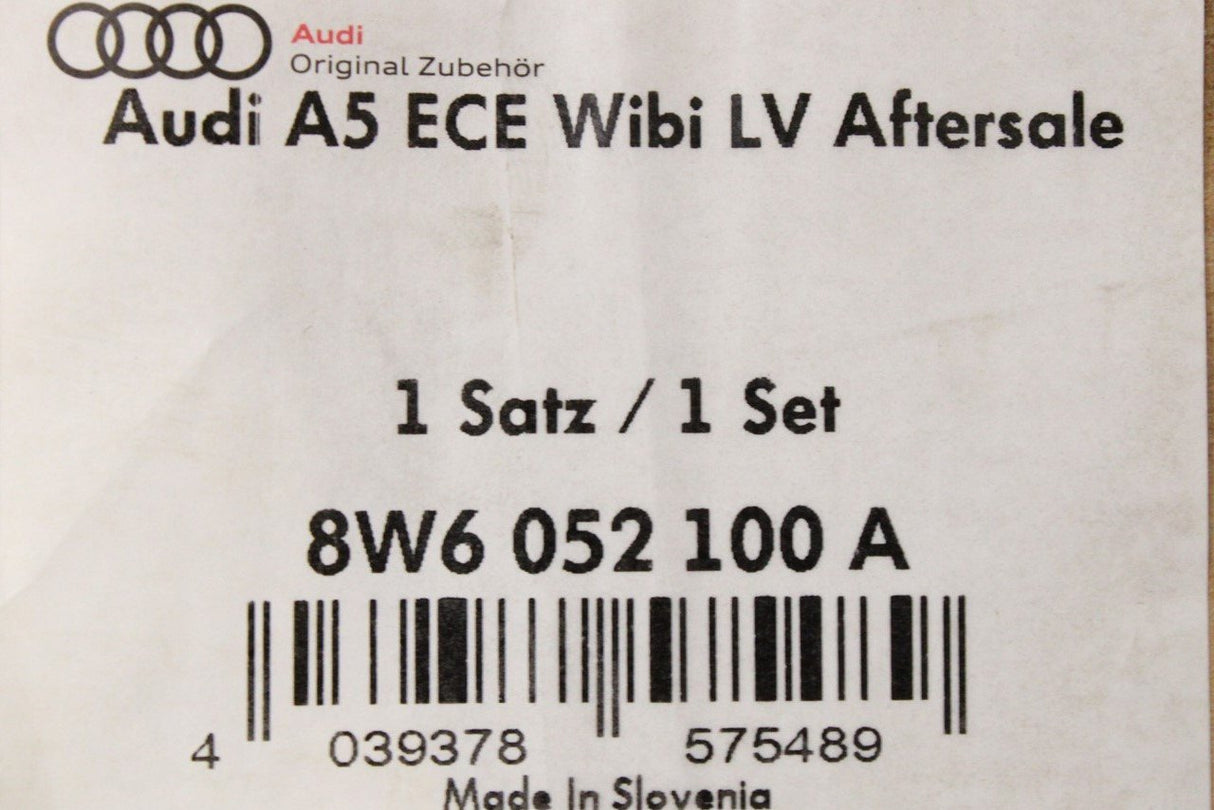 Audi
Original Zubehör
Audi A5 ECE Wibi LV Aftersale
1 Satz / 1 Set
8W6 052 100 A
4 039378 575489
Made In Slovenia